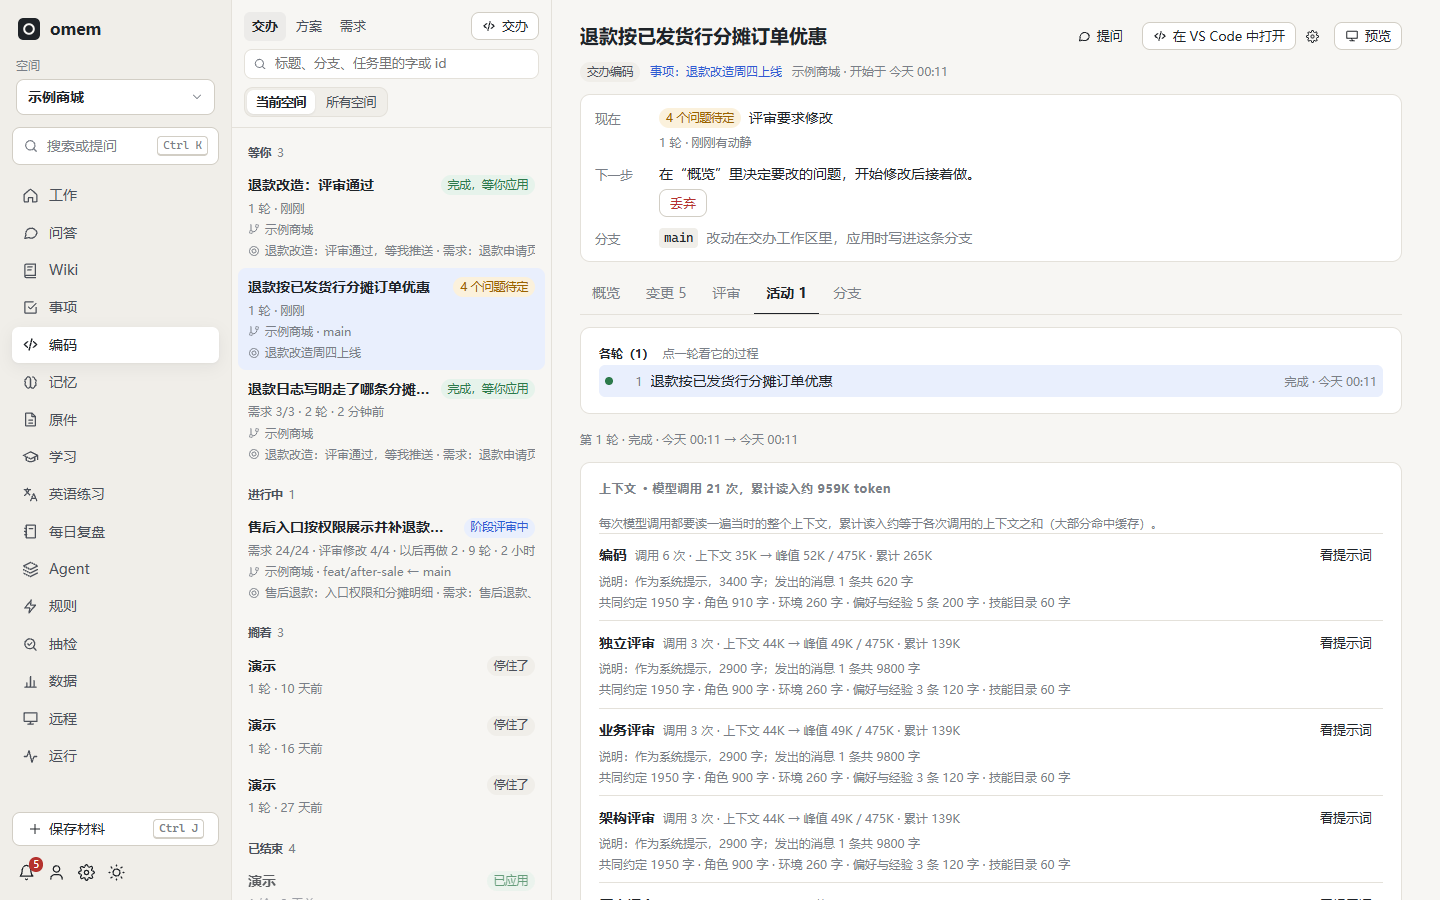 omem
空间
示例商城
搜索或提问 Ctrl K
工作
问答
Wiki
事项
编码
记忆
原件
学习
英语练习
每日复盘
Agent
规则
抽检
数据
远程
运行
保存材料 Ctrl J
5
交办 方案 需求 交办
标题、分支、任务里的字或 id
当前空间 所有空间
等你 3
退款改造：评审通过 完成，等你应用
1 轮 · 刚刚
示例商城
退款改造：评审通过，等我推送 · 需求：退款申请页
退款按已发货行分摊订单优惠 4 个问题待定
1 轮 · 刚刚
示例商城 · main
退款改造周四上线
退款日志写明走了哪条分摊... 完成，等你应用
需求 3/3 · 2 轮 · 2 分钟前
示例商城
退款改造：评审通过，等我推送 · 需求：退款申请页
进行中 1
售后入口按权限展示并补退款... 阶段评审中
需求 24/24 · 评审修改 4/4 · 以后再做 2 · 9 轮 · 2 小时
示例商城 · feat/after-sale ← main
售后退款：入口权限和分摊明细 · 需求：售后退款、
搁着 3
演示 停住了
1 轮 · 10 天前
演示 停住了
1 轮 · 16 天前
演示 停住了
1 轮 · 27 天前
已结束 4
演示 已应用
退款按已发货行分摊订单优惠 提问 在 VS Code 中打开 预览
交办编码 事项：退款改造周四上线 示例商城 · 开始于 今天 00:11
现在 4 个问题待定 评审要求修改
1 轮 · 刚刚有动静
下一步 在“概览”里决定要改的问题，开始修改后接着做。
丢弃
分支 main 改动在交办工作区里，应用时写进这条分支
概览 变更 5 评审 活动 1 分支
各轮（1） 点一轮看它的过程
1 退款按已发货行分摊订单优惠 完成 · 今天 00:11
第 1 轮 · 完成 · 今天 00:11 → 今天 00:11
上下文 · 模型调用 21 次，累计读入约 959K token
每次模型调用都要读一遍当时的整个上下文，累计读入约等于各次调用的上下文之和（大部分命中缓存）。
编码 调用 6 次 · 上下文 35K → 峰值 52K / 475K · 累计 265K 看提示词
说明：作为系统提示，3400 字；发出的消息 1 条共 620 字
共同约定 1950 字 · 角色 910 字 · 环境 260 字 · 偏好与经验 5 条 200 字 · 技能目录 60 字
独立评审 调用 3 次 · 上下文 44K → 峰值 49K / 475K · 累计 139K 看提示词
说明：作为系统提示，2900 字；发出的消息 1 条共 9800 字
共同约定 1950 字 · 角色 900 字 · 环境 260 字 · 偏好与经验 3 条 120 字 · 技能目录 60 字
业务评审 调用 3 次 · 上下文 44K → 峰值 49K / 475K · 累计 139K 看提示词
说明：作为系统提示，2900 字；发出的消息 1 条共 9800 字
共同约定 1950 字 · 角色 900 字 · 环境 260 字 · 偏好与经验 3 条 120 字 · 技能目录 60 字
架构评审 调用 3 次 · 上下文 44K → 峰值 49K / 475K · 累计 139K 看提示词
说明：作为系统提示，2900 字；发出的消息 1 条共 9800 字
共同约定 1950 字 · 角色 900 字 · 环境 260 字 · 偏好与经验 3 条 120 字 · 技能目录 60 字